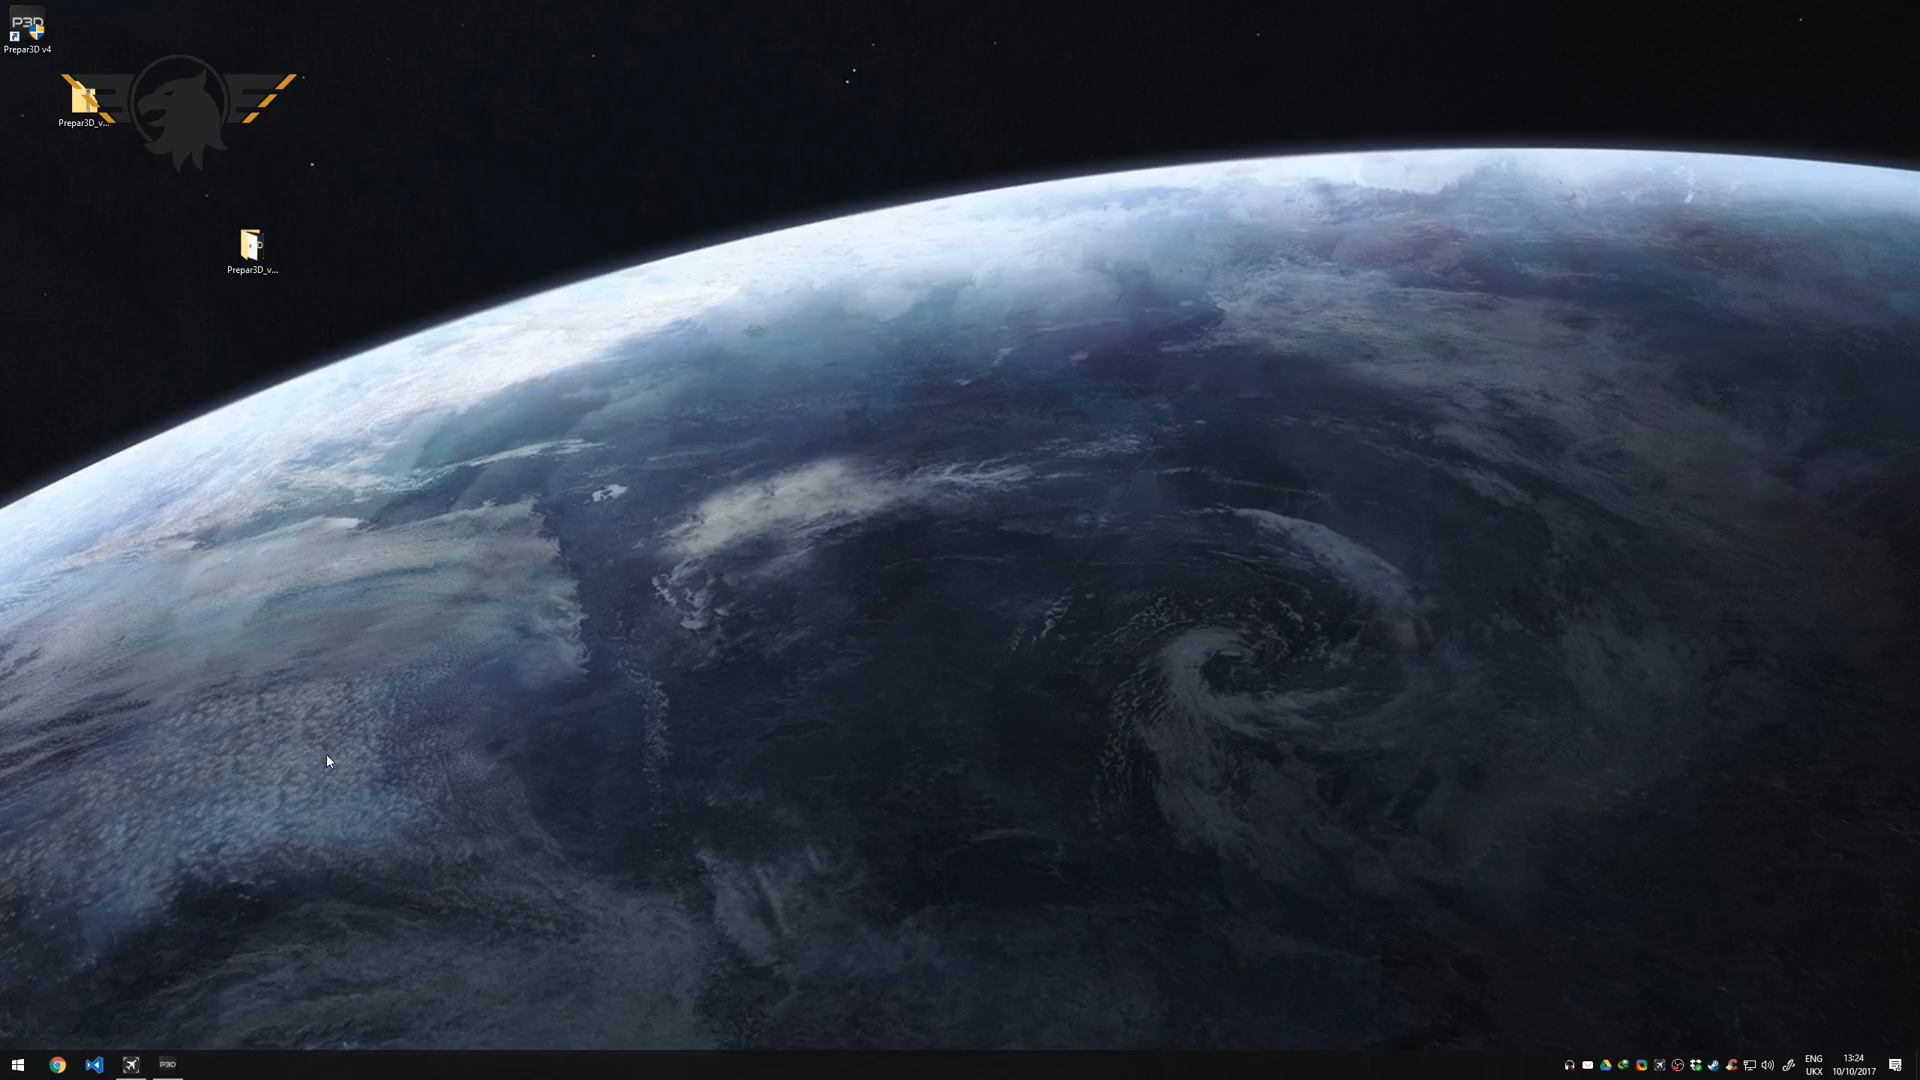 P3D
Prepar3D v4
Prepar3D_v...
Prepar3D_v...
P3D
ENG
UKX
13:24
10/10/2017